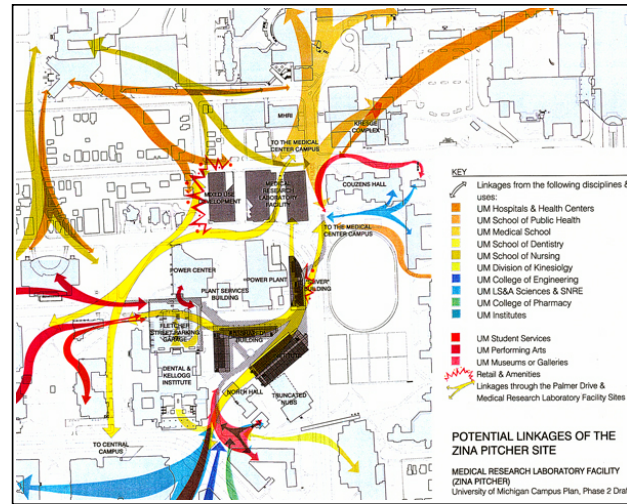 MHRI
KRESGE
COMPLEX
TO THE MEDICAL
CENTER CAMPUS
MIXED USE
DEVELOPMENT
MEDICAL
RESEARCH
LABORATORY
FACILITY
COUZENS HALL
TO THE MEDICAL
CENTER CAMPUS
POWER CENTER
POWER PLANT
PLANT SERVICES
BUILDING
BUILDING
FLETCHER
STREET PARKING
GARAGE
BUILDING
DENTAL &
KELLOGG
INSTITUTE
NORTH HALL
TO CENTRAL
CAMPUS
KEY
Linkages from the following disciplines &
uses:
UM Hospitals & Health Centers
UM School of Public Health
UM Medical School
UM School of Dentistry
UM School of Nursing
UM Division of Kinesiolgy
UM College of Engineering
UM LS&A Sciences & SNRE
UM College of Pharmacy
UM Institutes
UM Student Services
UM Performing Arts
UM Museums or Galleries
Retail & Amenities
Linkages through the Palmer Drive &
Medical Research Laboratory Facility Sites
POTENTIAL LINKAGES OF THE
ZINA PITCHER SITE
MEDICAL RESEARCH LABORATORY FACILITY
(ZINA PITCHER)
University of Michigan Campus Plan, Phase 2 Draf